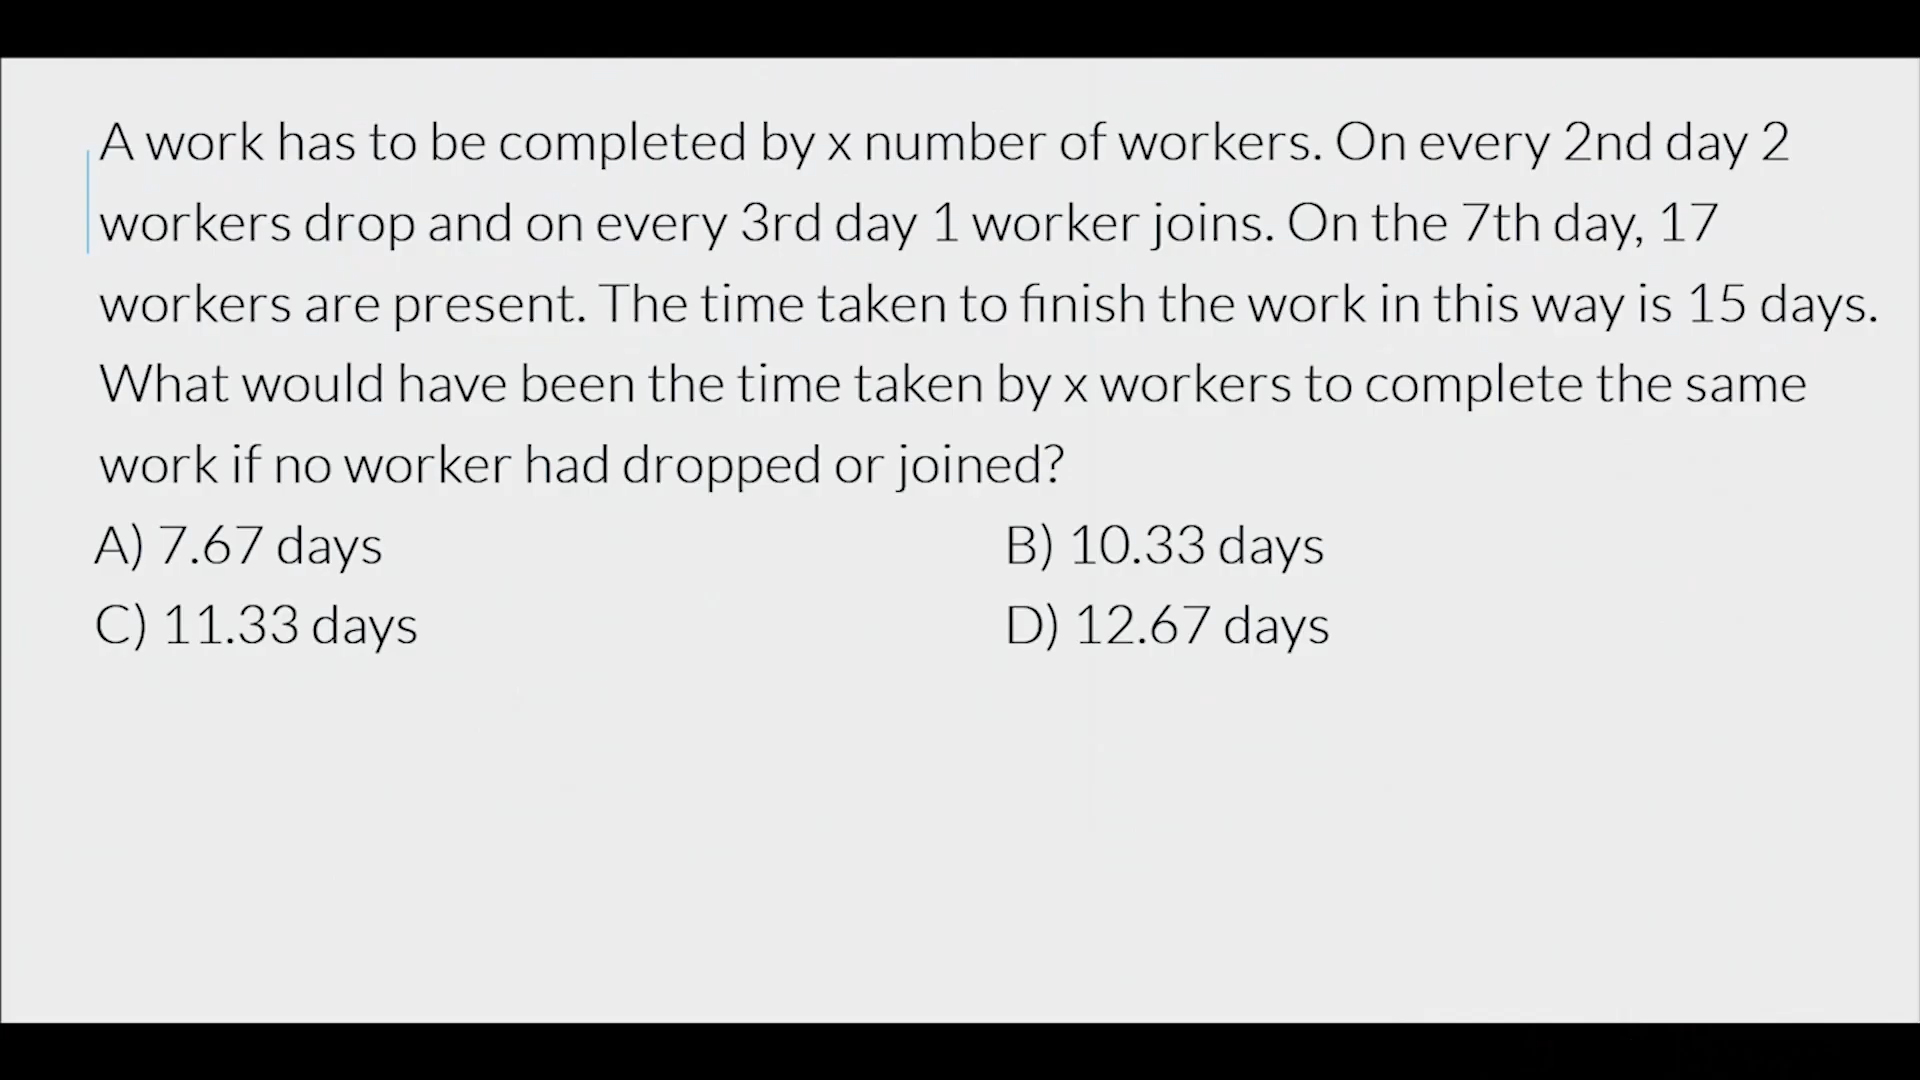 A work has to be completed by x number of workers. On every 2nd day 2
workers drop and on every 3rd day 1 worker joins. On the 7th day, 17
workers are present. The time taken to finish the work in this way is 15 days.
What would have been the time taken by x workers to complete the same
work if no worker had dropped or joined?
A) 7.67 days B) 10.33 days
C) 11.33 days D) 12.67 days